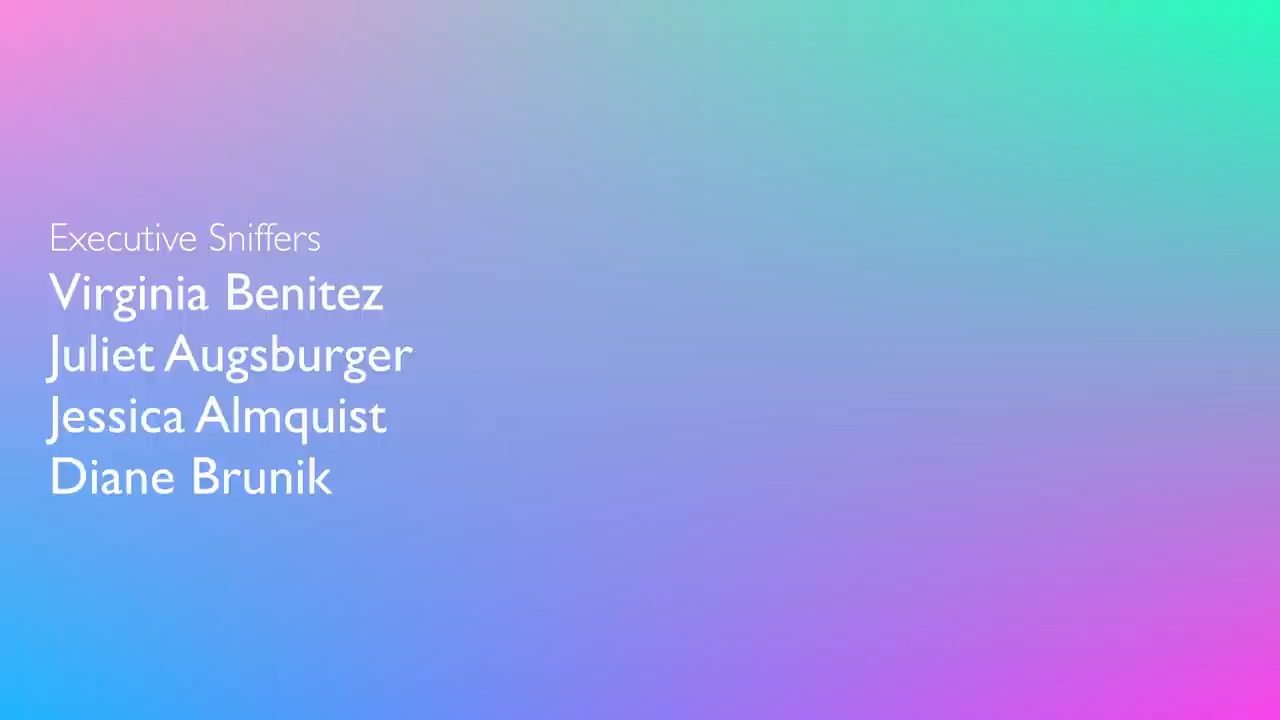 Executive Sniffers
Virginia Benitez
Juliet Augsburger
Jessica Almquist
Diane Brunik